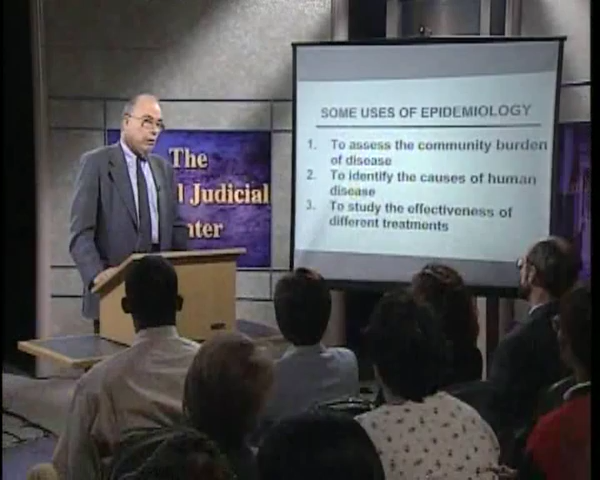 The
l Judicial
nter
SOME USES OF EPIDEMIOLOGY
1. To assess the community burden
of disease
2. To identify the causes of human
disease
3. To study the effectiveness of
different treatments